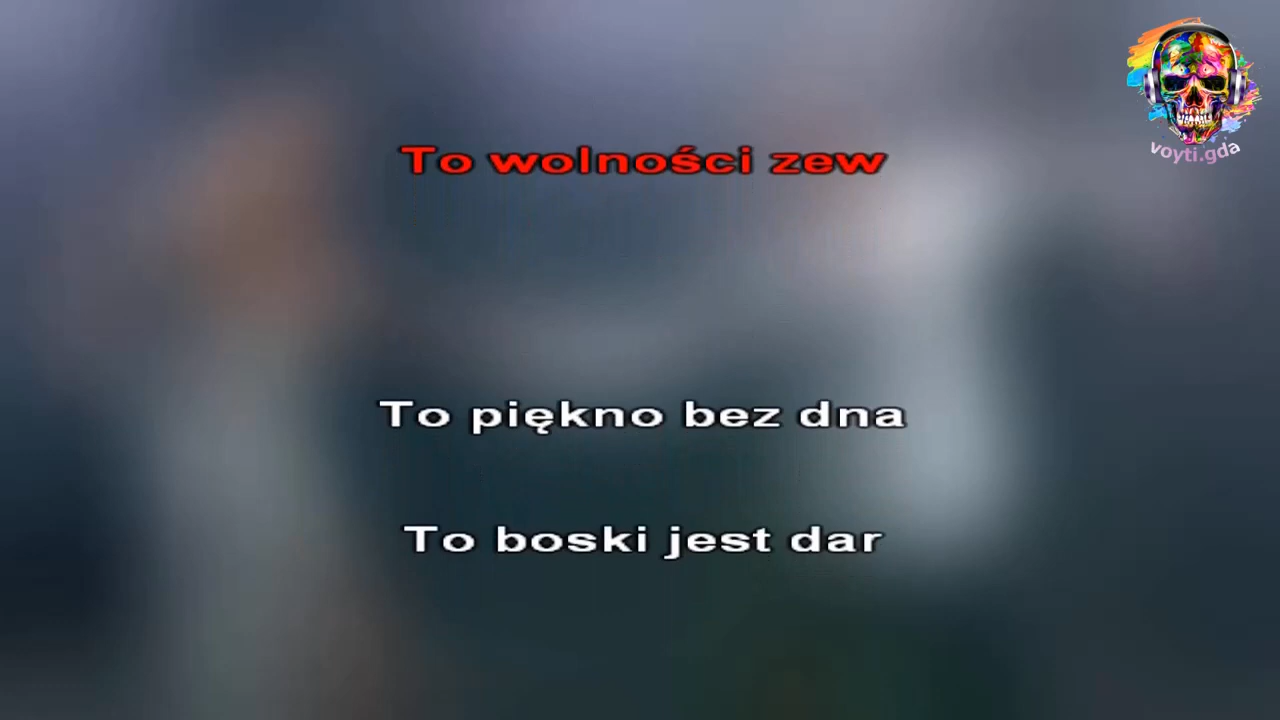 voyti.gda
To wolności zew
To piękno bez dna
To boski jest dar